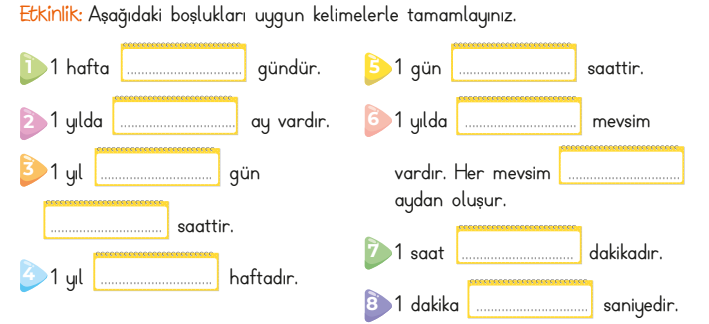 Etkinlik: Aşağıdaki boşlukları uygun kelimelerle tamamlayınız.
1 1 hafta ................................ gündür.
2 1 yılda ................................ ay vardır.
3 1 yıl ................................ gün
................................ saattir.
4 1 yıl ................................ haftadır.
5 1 gün ................................ saattir.
6 1 yılda ................................ mevsim
vardır. Her mevsim ................................
aydan oluşur.
7 1 saat ................................ dakikadır.
8 1 dakika ................................ saniyedir.